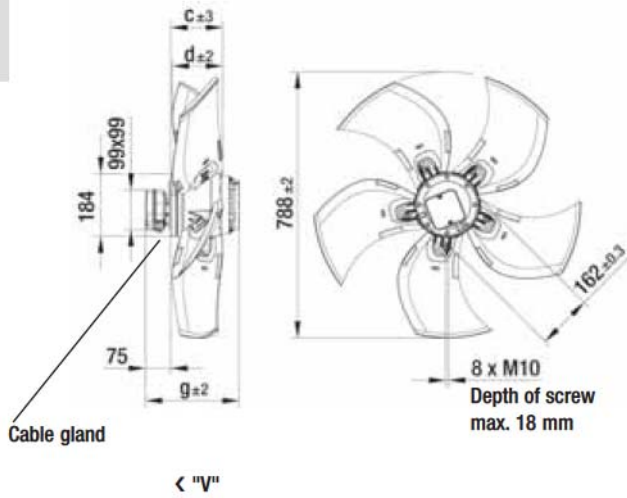 c±3
d±2
99x99
184
788±2
162±0.3
75
g±2
8 x M10
Depth of screw
max. 18 mm
Cable gland
< "V"